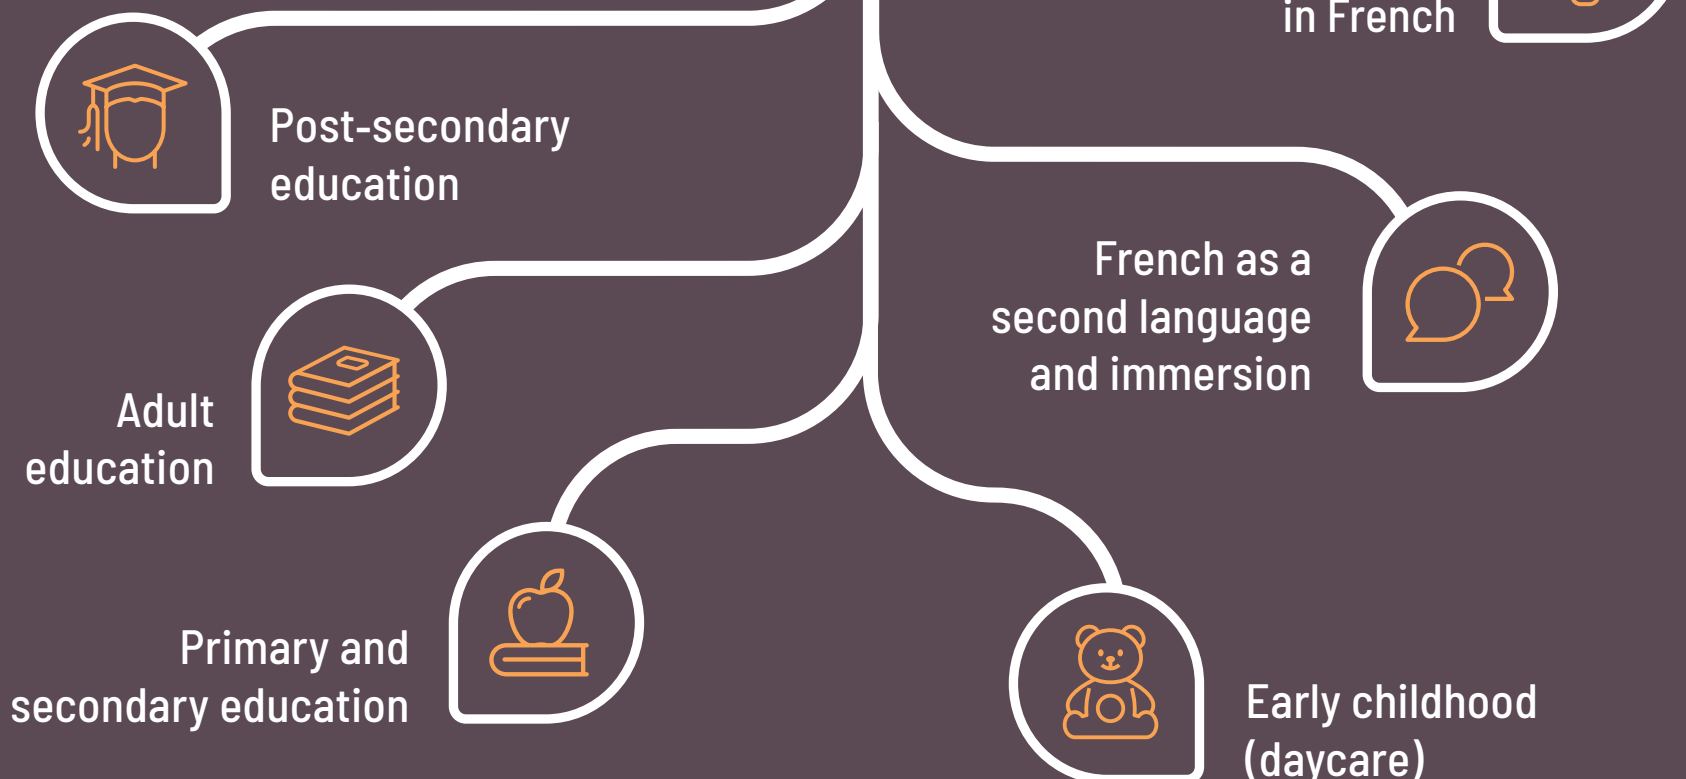 in French
Post-secondary
education
French as a
second language
and immersion
Adult
education
Primary and
secondary education
Early childhood
(daycare)